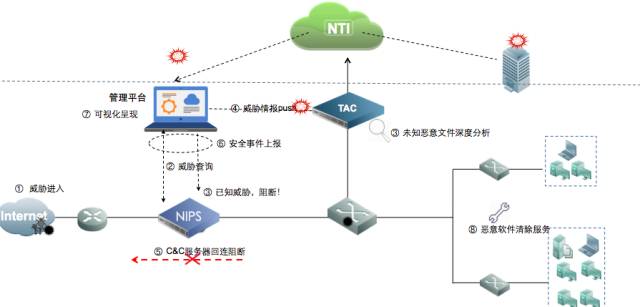 NTI
管理平台
⑦ 可视化呈现
④ 威胁情报push
TAC
③ 未知恶意文件深度分析
⑥ 安全事件上报
② 威胁查询
① 威胁进入
③ 已知威胁，阻断！
Internet
NIPS
⑧ 恶意软件清除服务
⑤ C&C服务器回连阻断